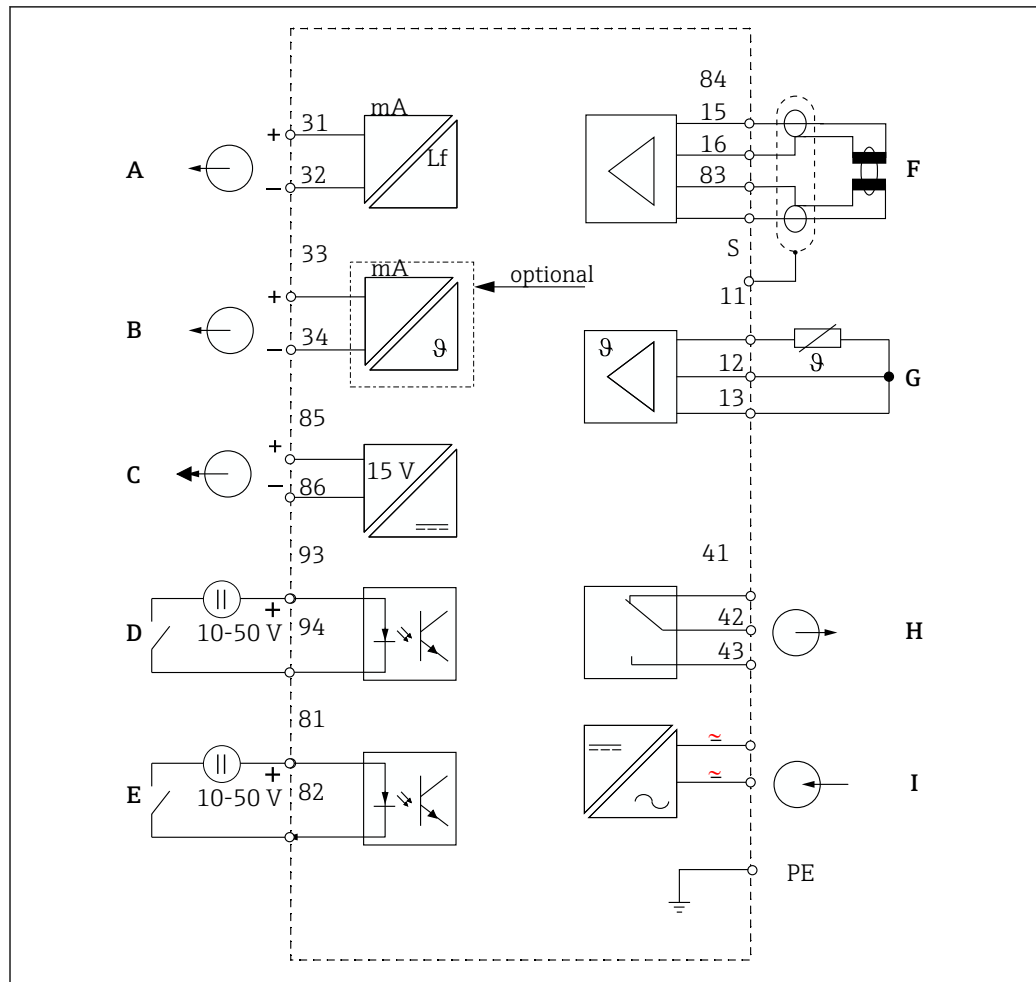 mA
+ 31
Lf
A
− 32
33
mA
optional
+
B
− 34
ϑ
85
+
C
15 V
− 86
93
+
D
10-50 V 94
81
+
E
10-50 V 82
84
15
16
F
83
S
11
ϑ
12 ϑ
G
13
41
42
H
43
≃
≃
I
PE